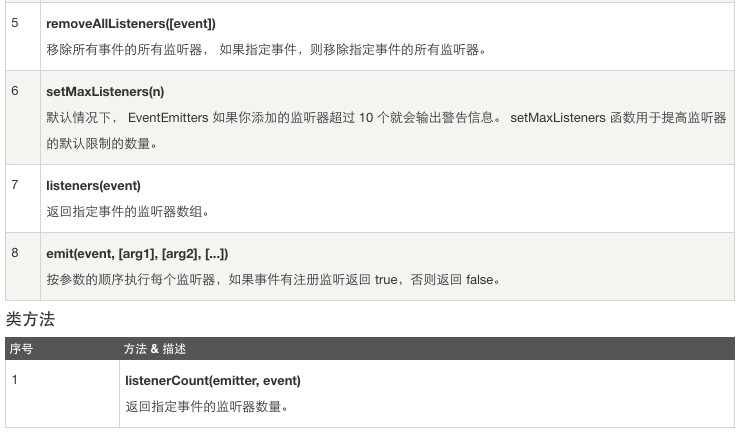 5 removeAllListeners([event])
移除所有事件的所有监听器， 如果指定事件，则移除指定事件的所有监听器。
6 setMaxListeners(n)
默认情况下， EventEmitters 如果你添加的监听器超过 10 个就会输出警告信息。 setMaxListeners 函数用于提高监听器
的默认限制的数量。
7 listeners(event)
返回指定事件的监听器数组。
8 emit(event, [arg1], [arg2], [...])
按参数的顺序执行每个监听器，如果事件有注册监听返回 true，否则返回 false。
类方法
序号 方法 & 描述
1 listenerCount(emitter, event)
返回指定事件的监听器数量。